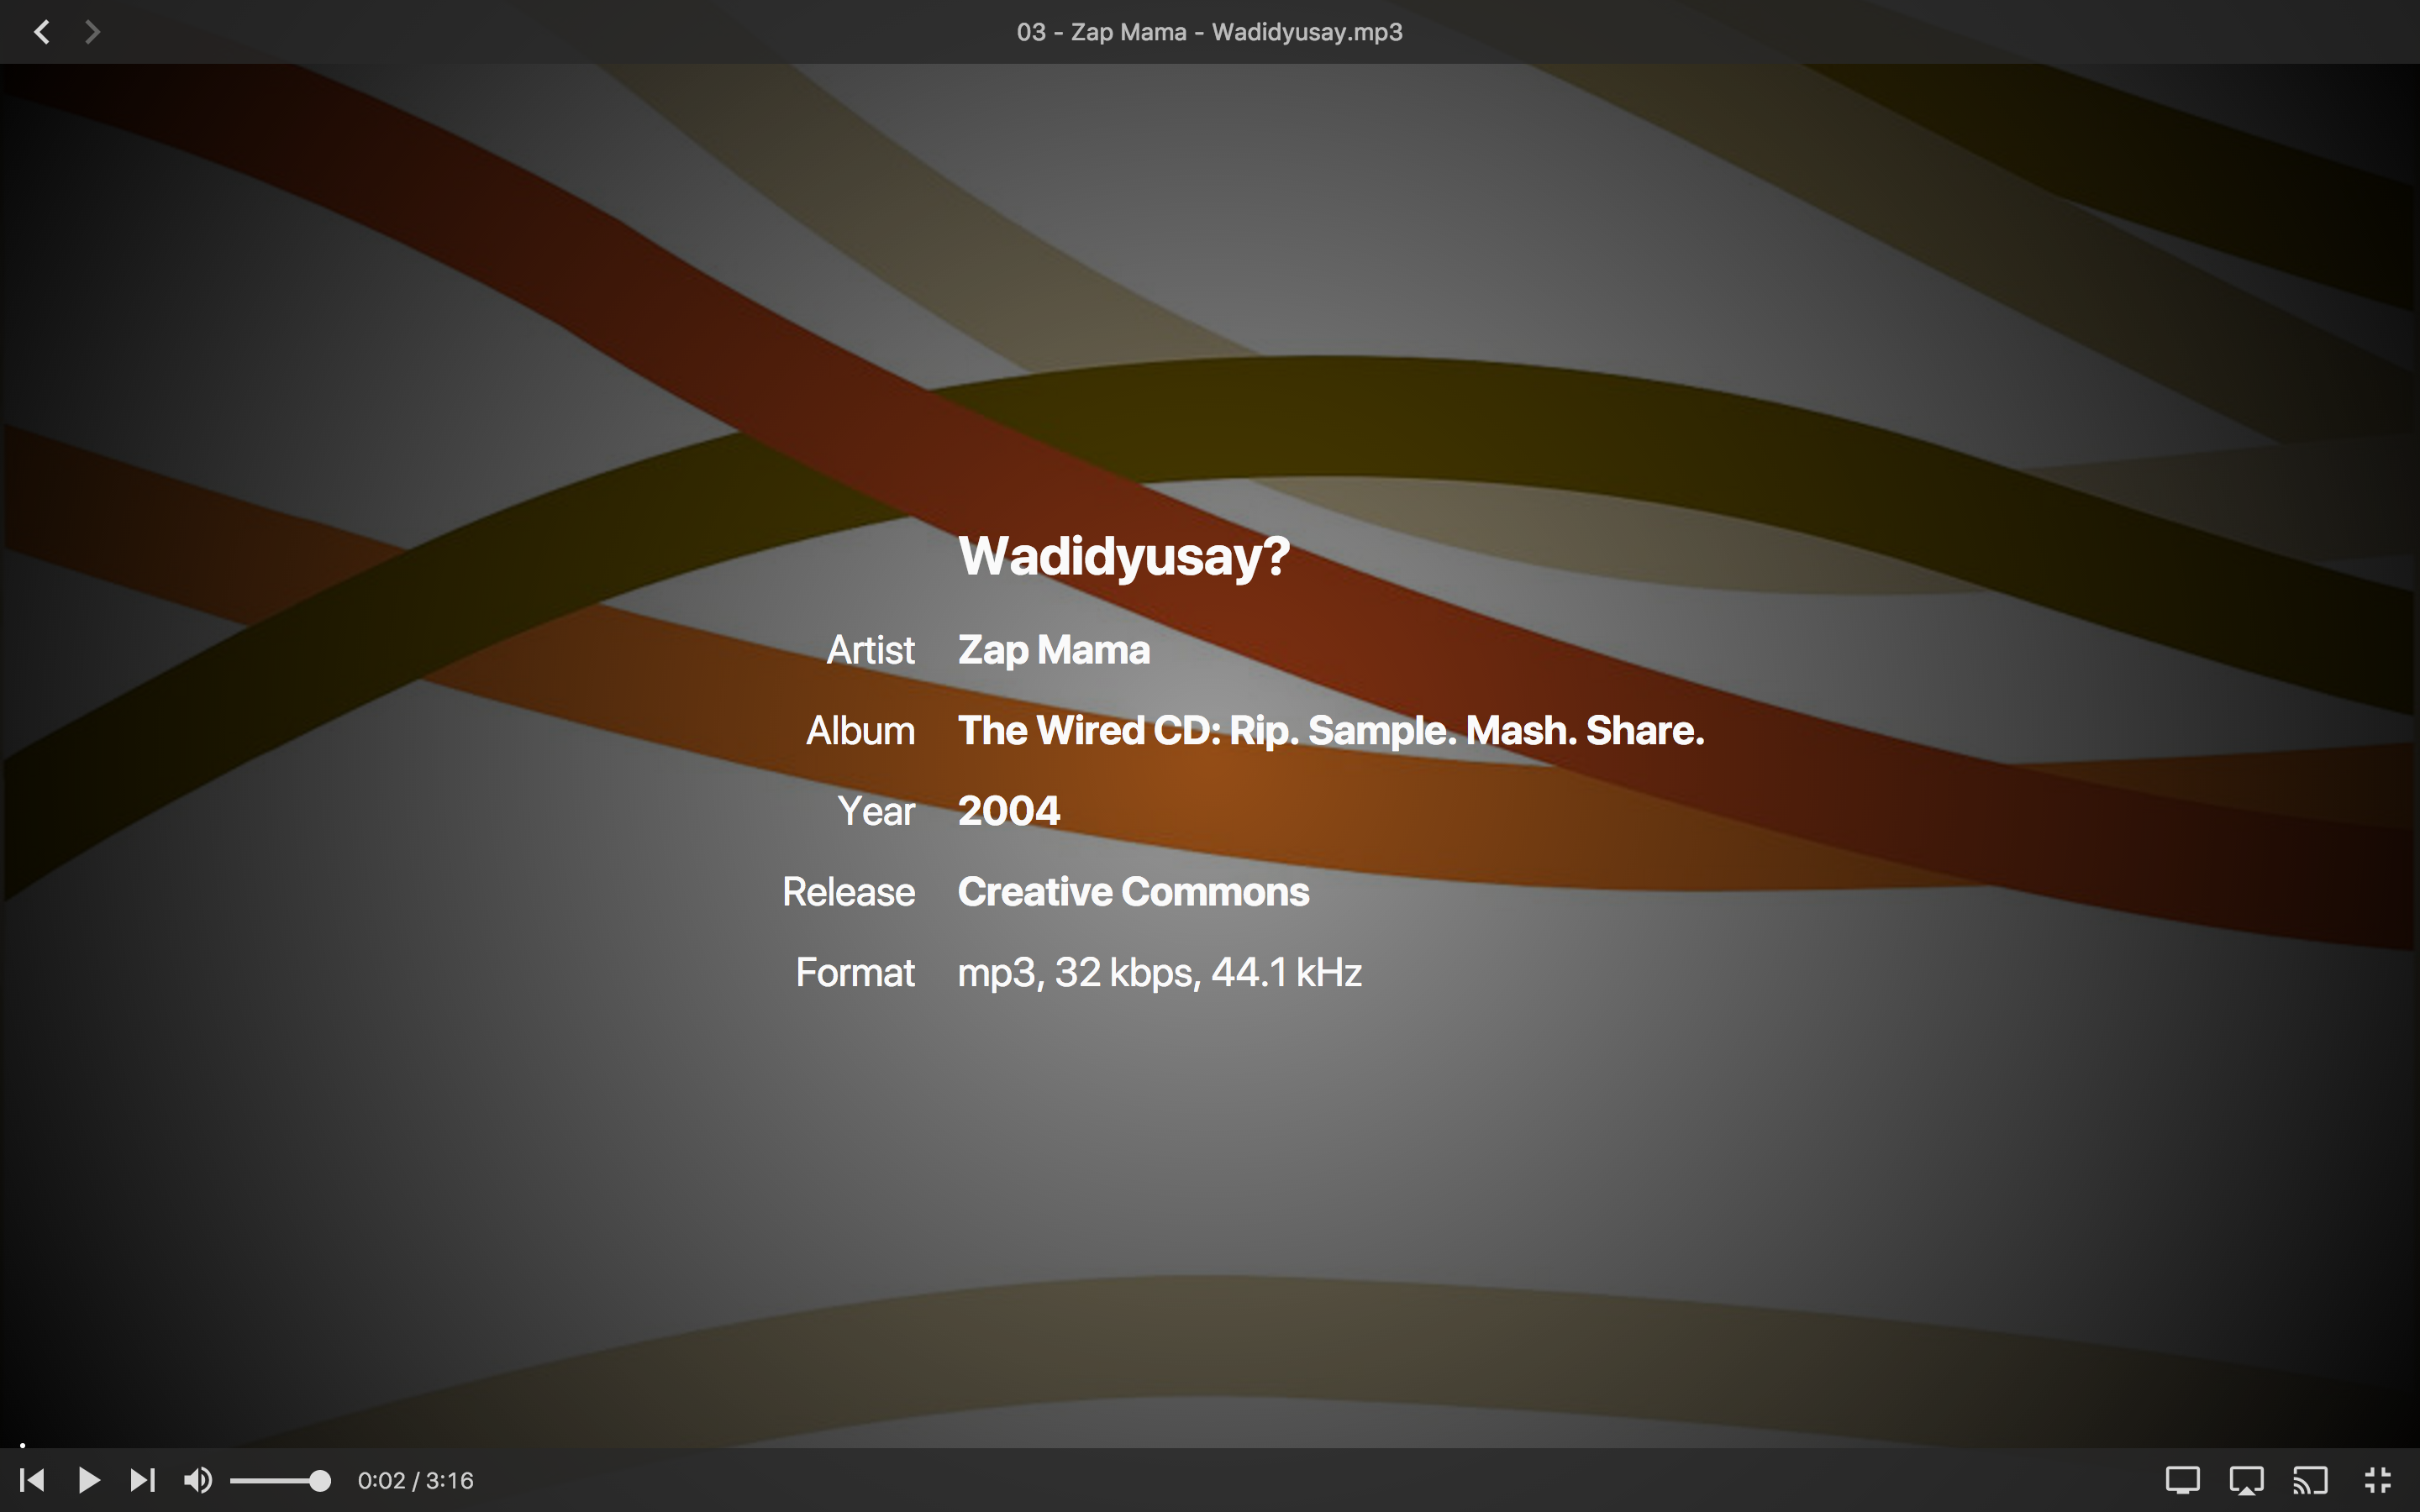 03 - Zap Mama - Wadidyusay.mp3
Wadidyusay?
Artist Zap Mama
Album The Wired CD: Rip. Sample. Mash. Share.
Year 2004
Release Creative Commons
Format mp3, 32 kbps, 44.1 kHz
0:02 / 3:16